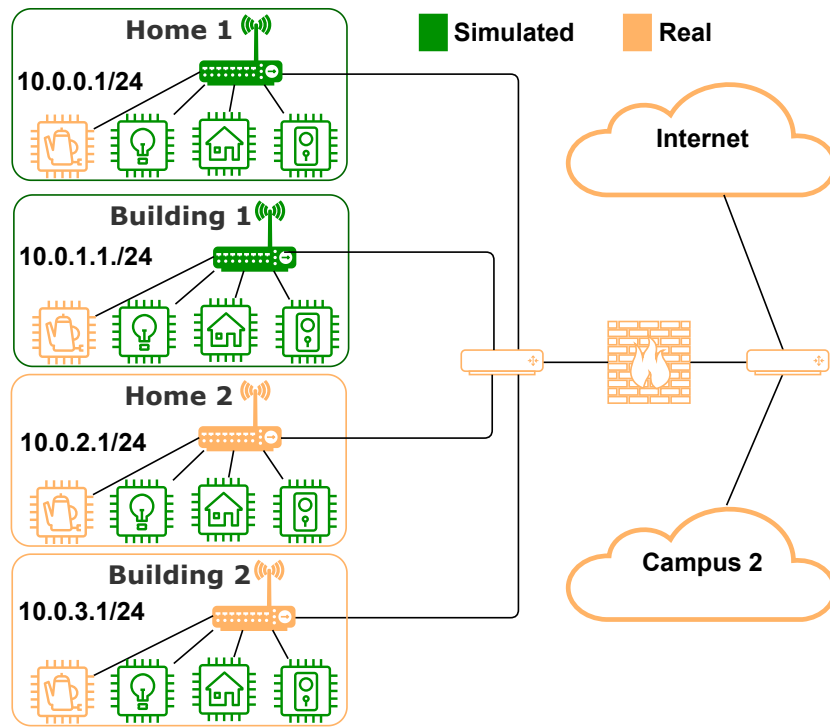 Home 1
Simulated
Real
10.0.0.1/24
Internet
Building 1
10.0.1.1./24
Home 2
10.0.2.1/24
Building 2
Campus 2
10.0.3.1/24